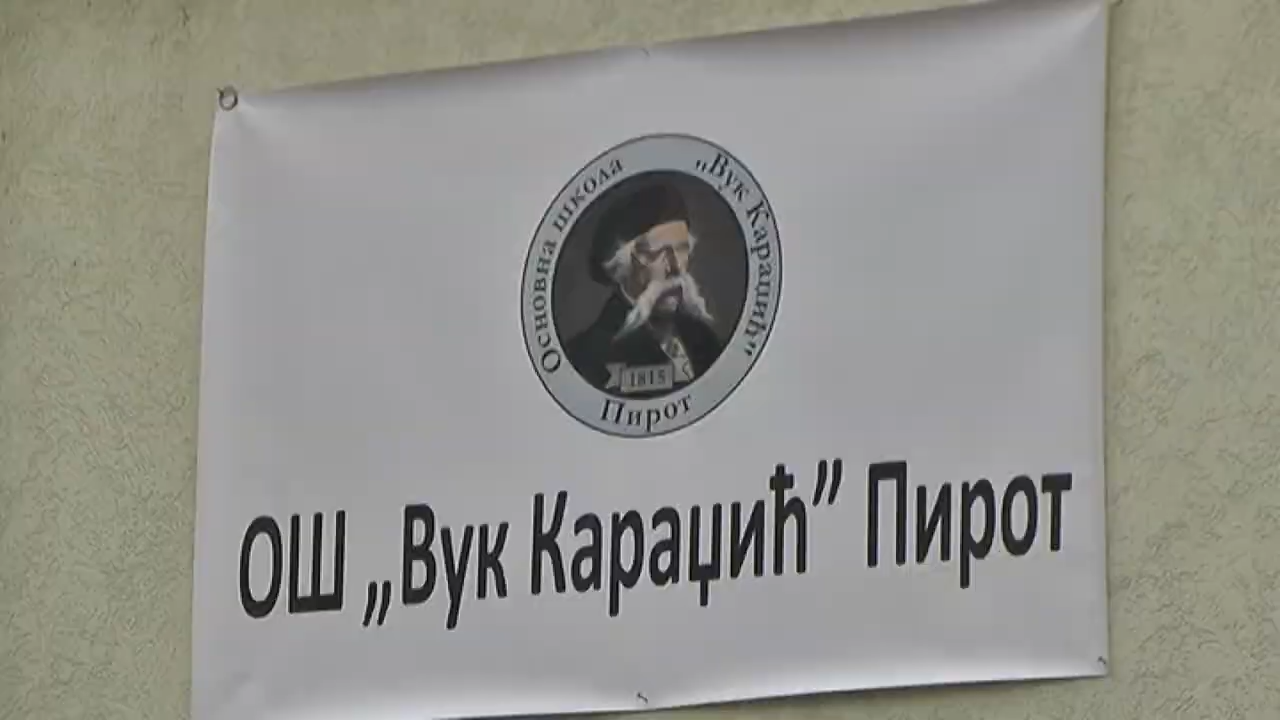 Основна школа
„Вук Караџић“
1815
Пирот
ОШ „Вук Караџић” Пирот